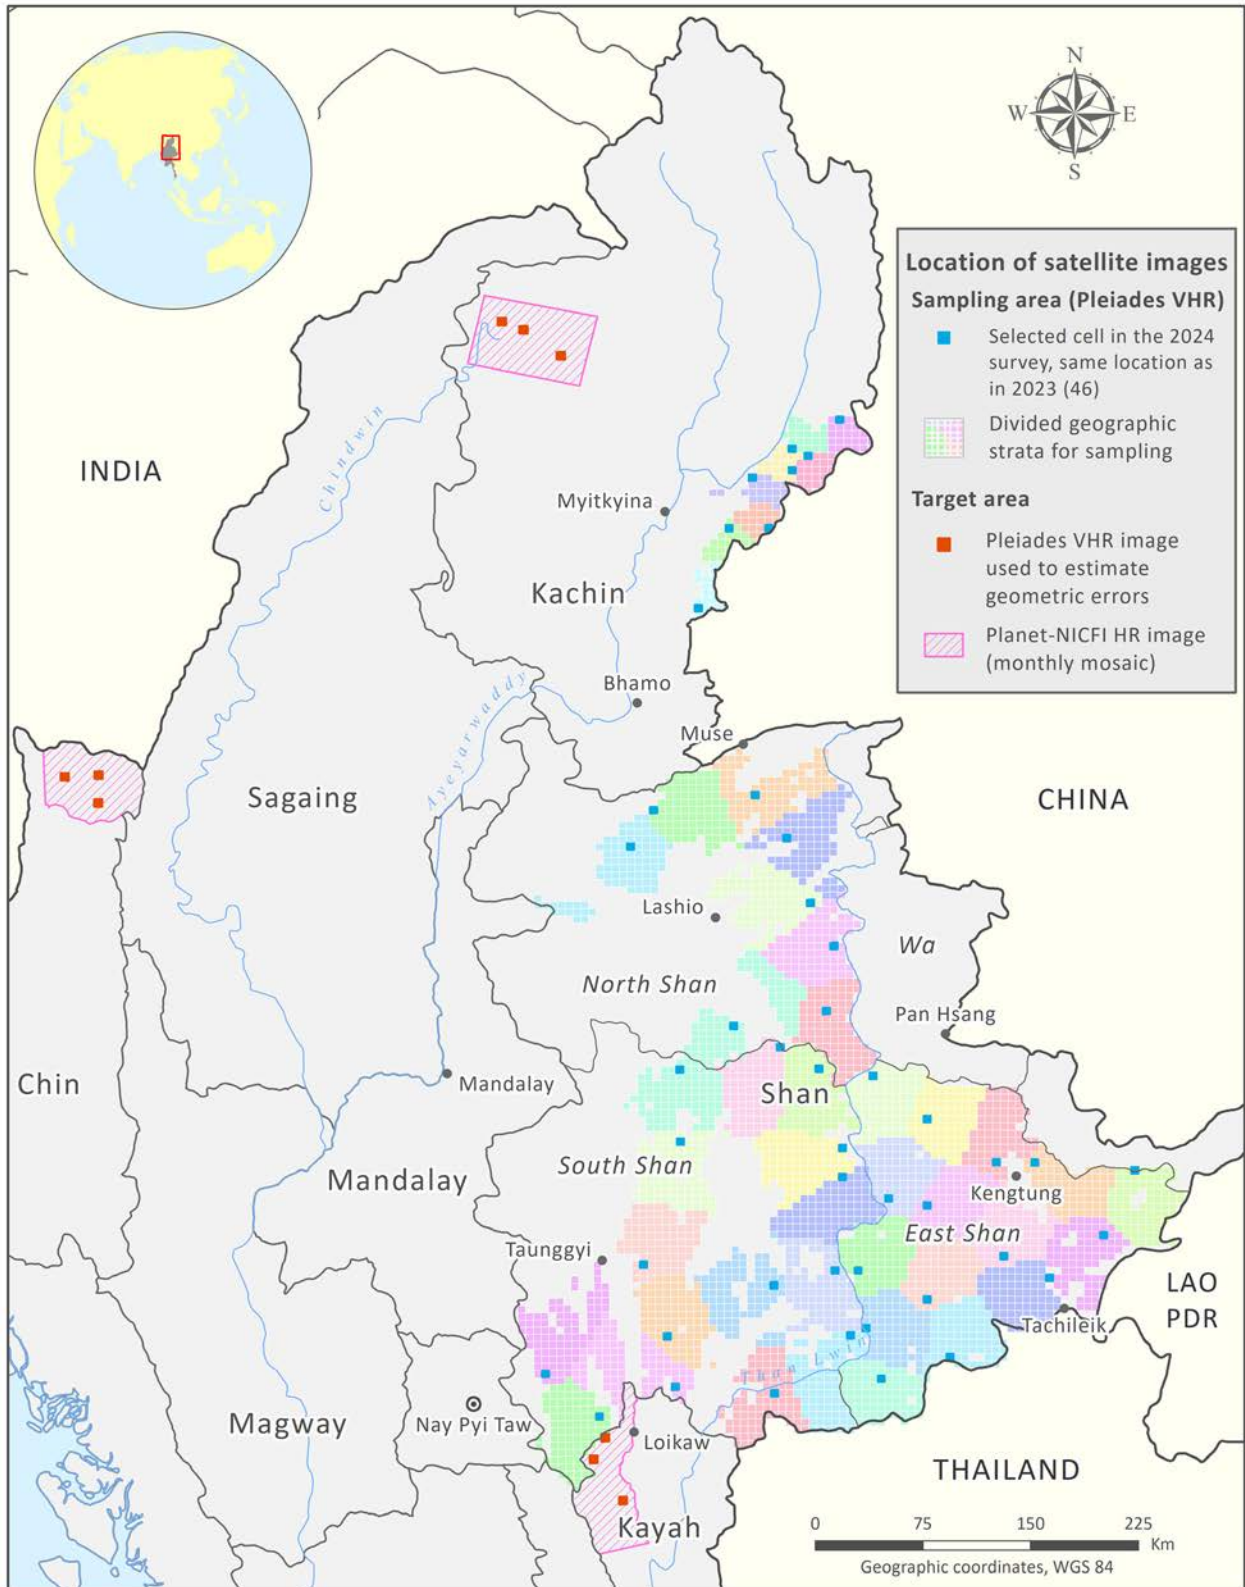 N
W
E
S
Location of satellite images
Sampling area (Pleiades VHR)
Selected cell in the 2024
survey, same location as
in 2023 (46)
Divided geographic
strata for sampling
Target area
Pleiades VHR image
used to estimate
geometric errors
Planet-NICFI HR image
(monthly mosaic)
INDIA
Chindwin
Myitkyina
Kachin
Bhamo
Ayeyarwaddy
Muse
Sagaing
CHINA
Lashio
Wa
North Shan
Pan Hsang
Chin
Mandalay
Shan
South Shan
Mandalay
Kengtung
East Shan
Taunggyi
LAO
PDR
Tachileik
Than Lwin
Magway
Nay Pyi Taw
Loikaw
THAILAND
Kayah
0 75 150 225
Km
Geographic coordinates, WGS 84